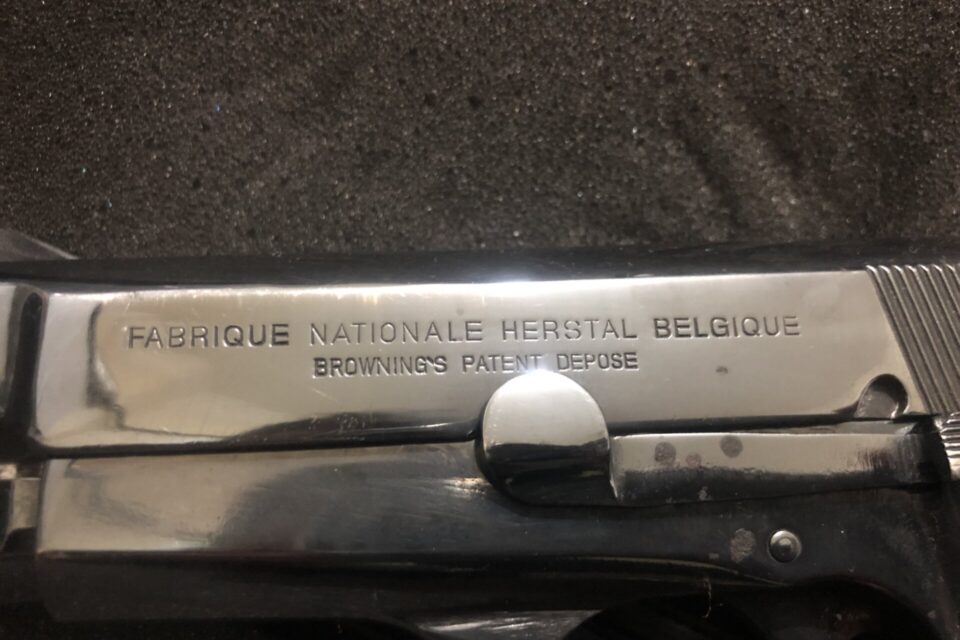 FABRIQUE NATIONALE HERSTAL BELGIQUE
BROWNING'S PATENT DEPOSE